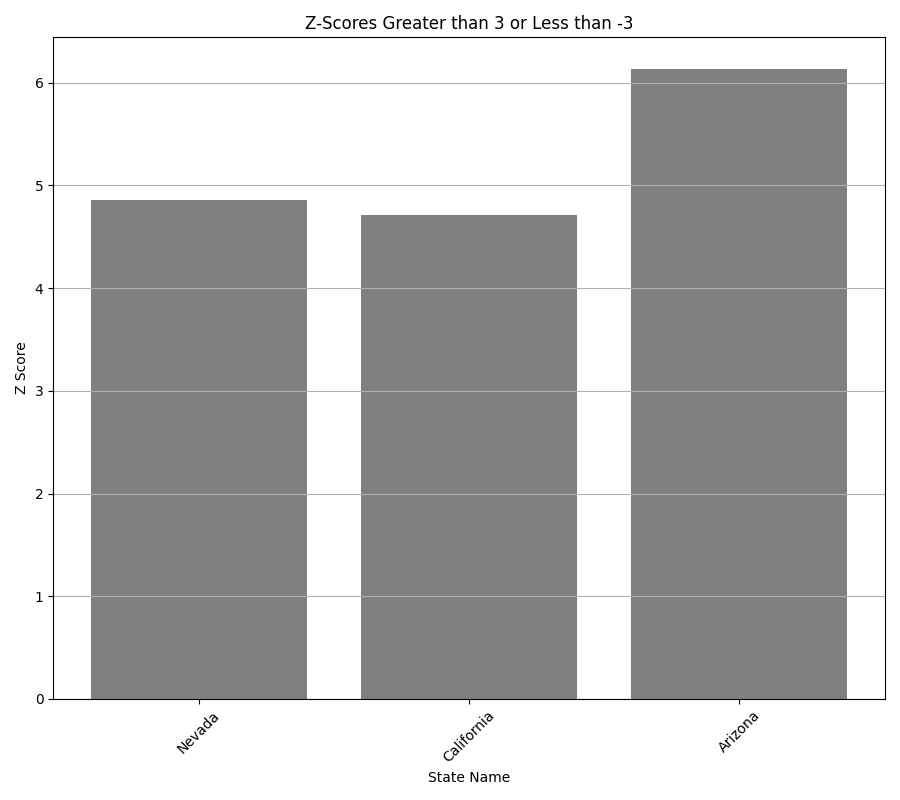 Z-Scores Greater than 3 or Less than -3
6
5
4
3
2
1
0
Z Score
Nevada
California
Arizona
State Name